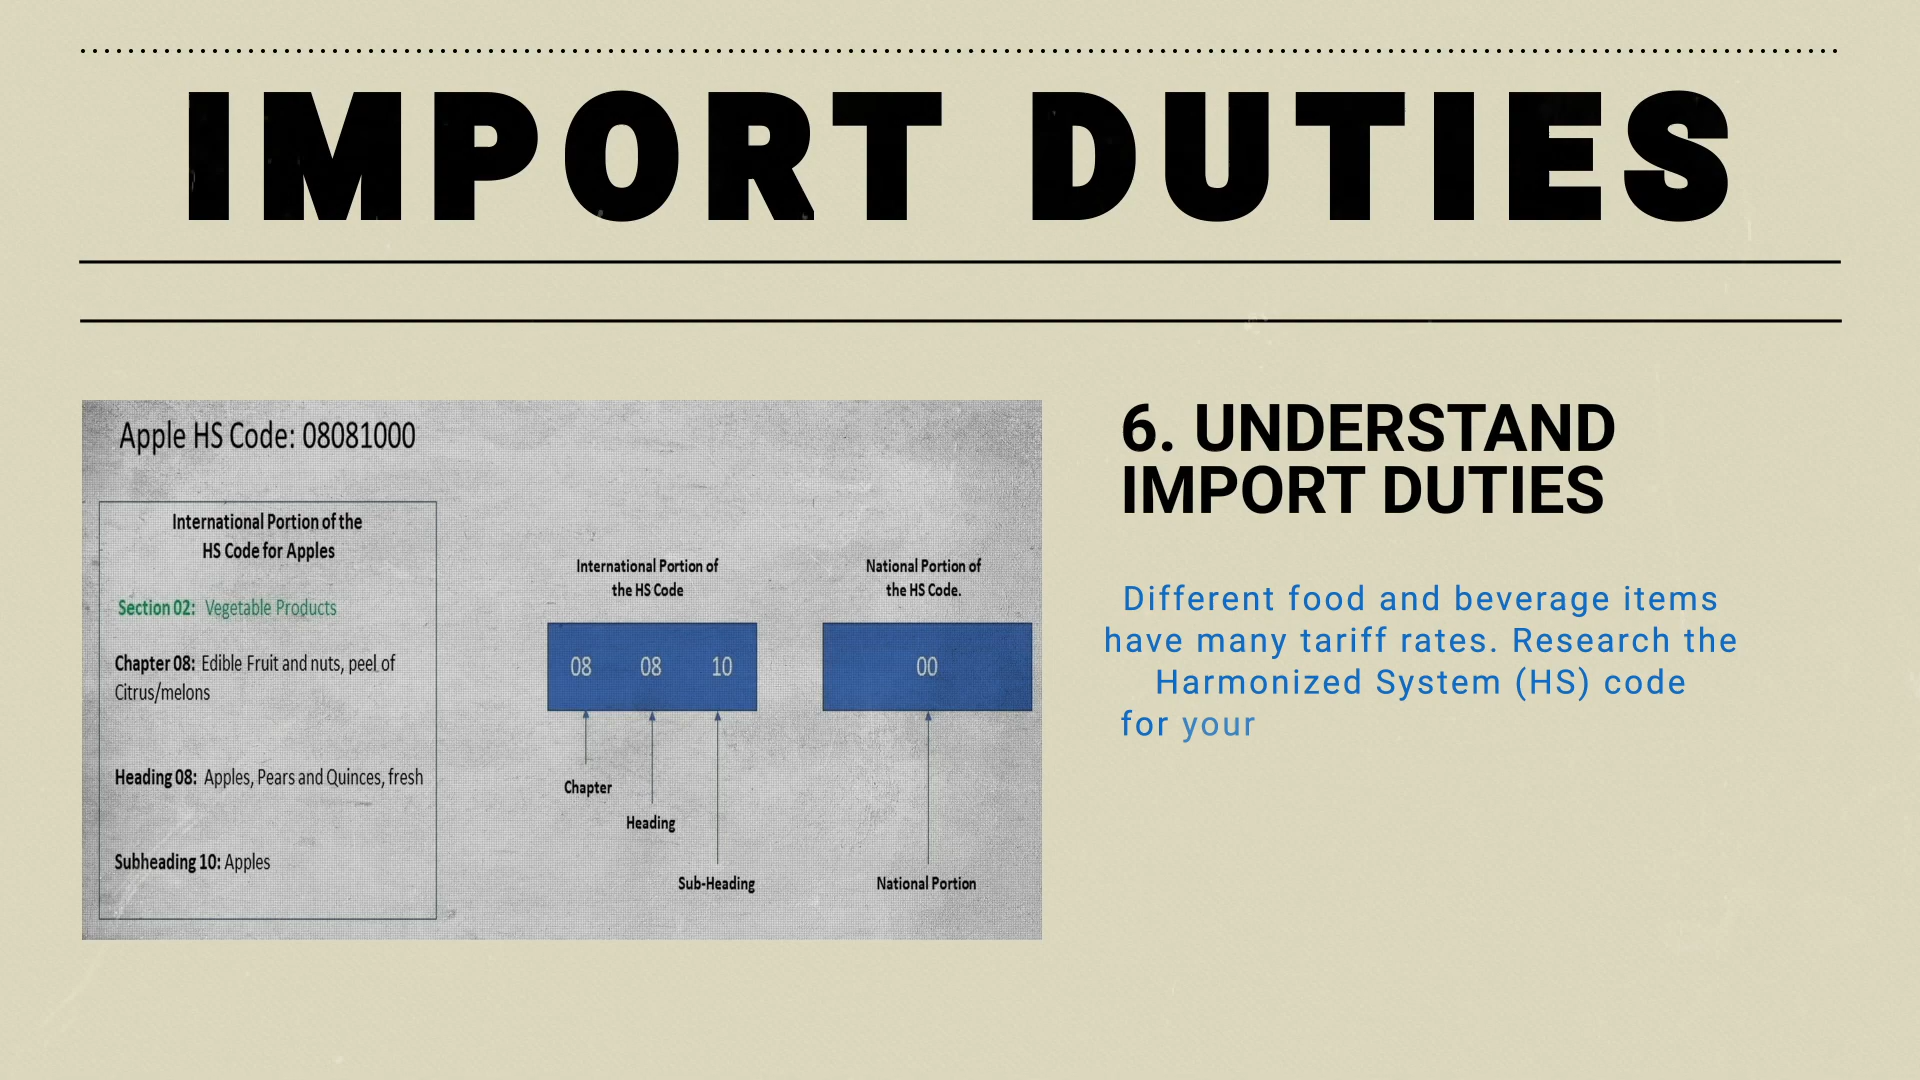 IMPORT DUTIES
Apple HS Code: 08081000
International Portion of the
HS Code for Apples
Section 02: Vegetable Products
Chapter 08: Edible Fruit and nuts, peel of
Citrus/melons
Heading 08: Apples, Pears and Quinces, fresh
Subheading 10: Apples
International Portion of
the HS Code
08 08 10
Chapter
Heading
Sub-Heading
National Portion of
the HS Code.
00
National Portion
6. UNDERSTAND
IMPORT DUTIES
Different food and beverage items
have many tariff rates. Research the
Harmonized System (HS) code
for your